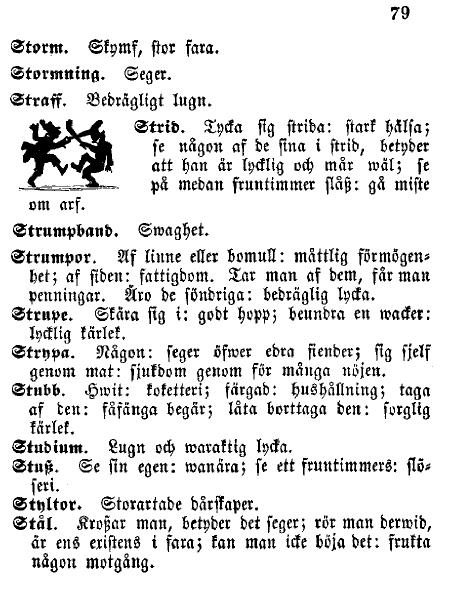 79
Storm. Skymf, stor fara.
Stormning. Seger.
Straff. Bedrägligt lugn.
Strid. Tycka sig strida: stark hälsa;
se någon af de sina i strid, betyder
att han är lycklig och mår wäl; se
på medan fruntimmer slåß: gå miste
om arf.
Strumpband. Swaghet.
Strumpor. Af linne eller bomull: måttlig förmögen-
het; af siden: fattigdom. Tar man af dem, får man
penningar. Äro de söndriga: bedräglig lycka.
Strupe. Skära sig i: godt hopp; beundra en wacker:
lycklig kärlek.
Strypa. Någon: seger öfwer edra fiender; sig sjelf
genom mat: sjukdom genom för många nöjen.
Stubb. Hwit: koketteri; färgad: hushållning; taga
af den: fåfänga begär; låta borttaga den: sorglig
kärlek.
Studium. Lugn och waraktig lycka.
Stuß. Se sin egen: wanära; se ett fruntimmers: slö-
seri.
Styltor. Storartade dårskaper.
Stål. Kroßar man, betyder det seger; rör man derwid,
är ens existens i fara; kan man icke böja det: frukta
någon motgång.